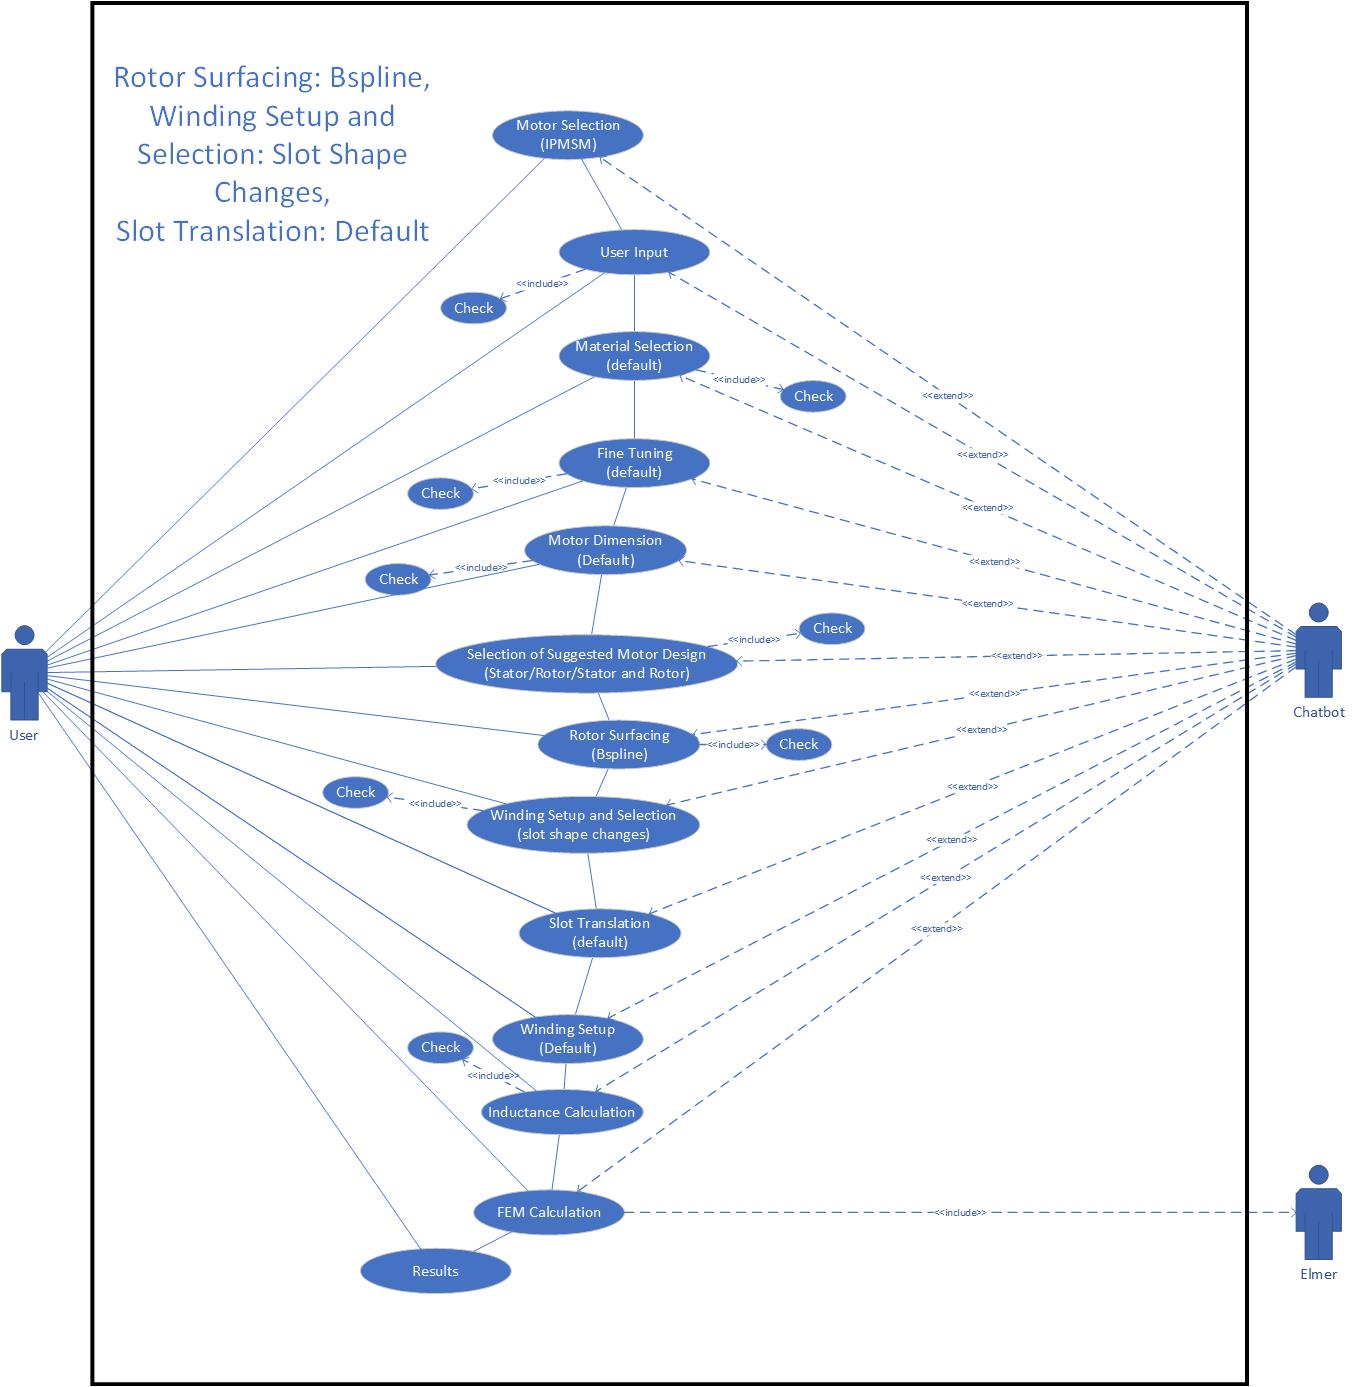 Rotor Surfacing: Bspline,
Winding Setup and
Selection: Slot Shape
Changes,
Slot Translation: Default
Motor Selection
(IPMSM)
User Input
<<include>>
Check
Material Selection
(default)
<<include>>
Check
<<extend>>
<<extend>>
Fine Tuning
(default)
<<include>>
Check
<<extend>>
Motor Dimension
(Default)
<<include>>
Check
<<extend>>
<<extend>>
Selection of Suggested Motor Design
(Stator/Rotor/Stator and Rotor)
<<include>>
Check
<<extend>>
User
Chatbot
<<extend>>
Rotor Surfacing
(Bspline)
<<include>>
Check
<<extend>>
Winding Setup and Selection
(slot shape changes)
<<include>>
Check
<<extend>>
<<extend>>
<<extend>>
Slot Translation
(default)
<<extend>>
Winding Setup
(Default)
Check
<<include>>
Inductance Calculation
FEM Calculation
<<include>>
Elmer
Results